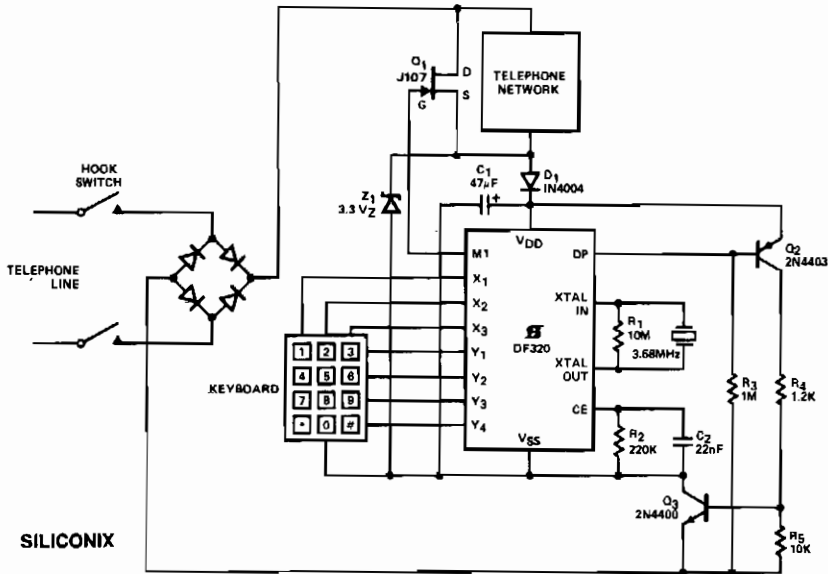 Q1
J107
D
S
G
TELEPHONE
NETWORK
HOOK
SWITCH
TELEPHONE
LINE
Z1
3.3 VZ
C1
47µF
+
D1
IN4004
VDD
M1
X1
X2
X3
Y1
Y2
Y3
Y4
DF320
VSS
DP
XTAL
IN
XTAL
OUT
CE
R1
10M
3.58MHz
Q2
2N4403
R3
1M
R4
1.2K
R2
220K
C2
22nF
Q3
2N4400
R5
10K
KEYBOARD
1 2 3
4 5 6
7 8 9
* 0 #
SILICONIX